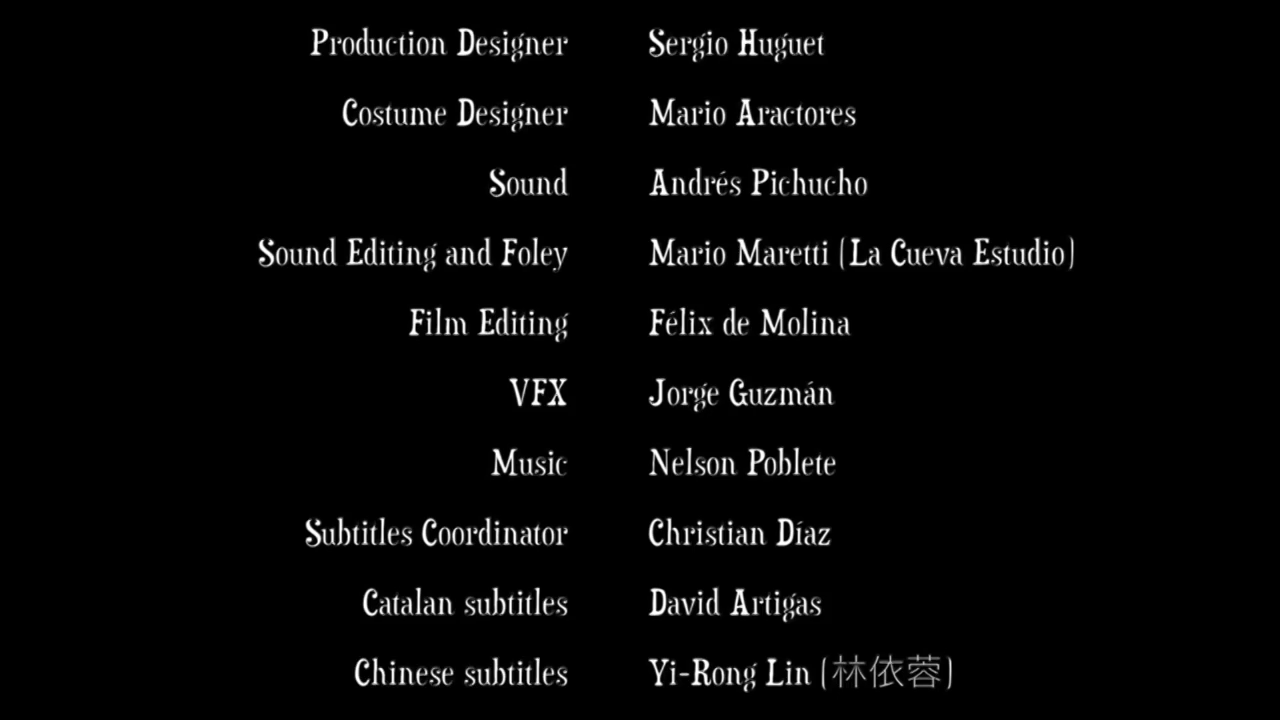 Production Designer Sergio Huguet
Costume Designer Mario Aractores
Sound Andrés Pichucho
Sound Editing and Foley Mario Maretti (La Cueva Estudio)
Film Editing Félix de Molina
VFX Jorge Guzmán
Music Nelson Poblete
Subtitles Coordinator Christian Díaz
Catalan subtitles David Artigas
Chinese subtitles Yi-Rong Lin (林依蓉)